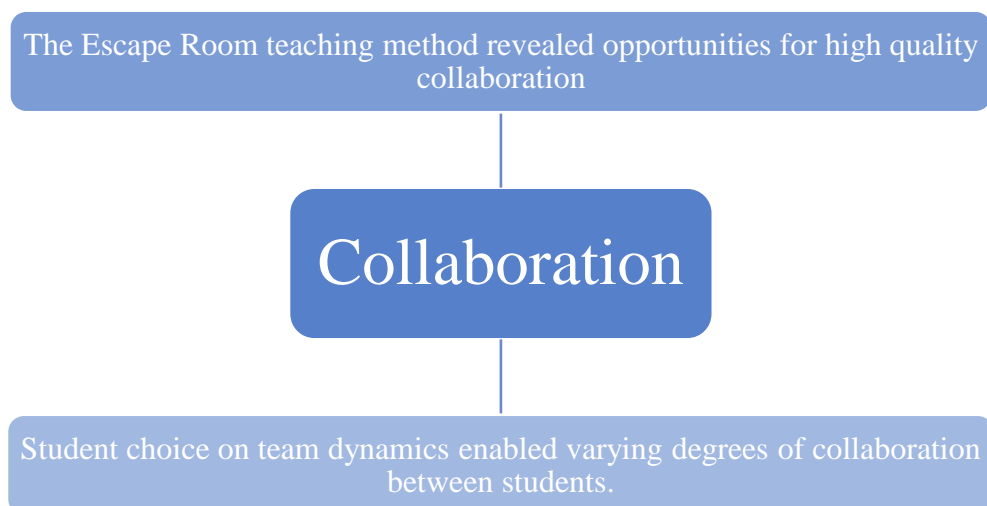 The Escape Room teaching method revealed opportunities for high quality
collaboration
Collaboration
Student choice on team dynamics enabled varying degrees of collaboration
between students.